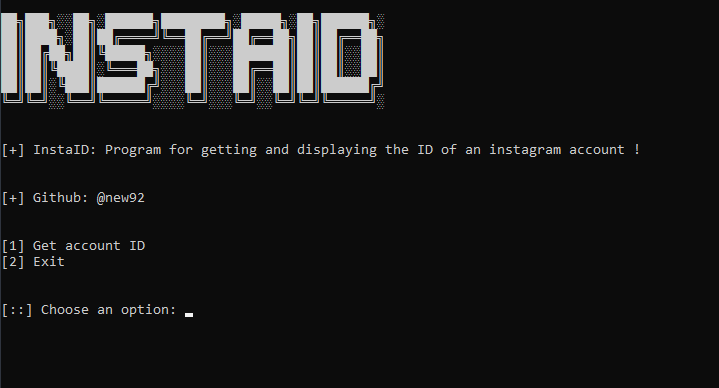 INSTAID
[+] InstaID: Program for getting and displaying the ID of an instagram account !
[+] Github: @new92
[1] Get account ID
[2] Exit
[::] Choose an option: